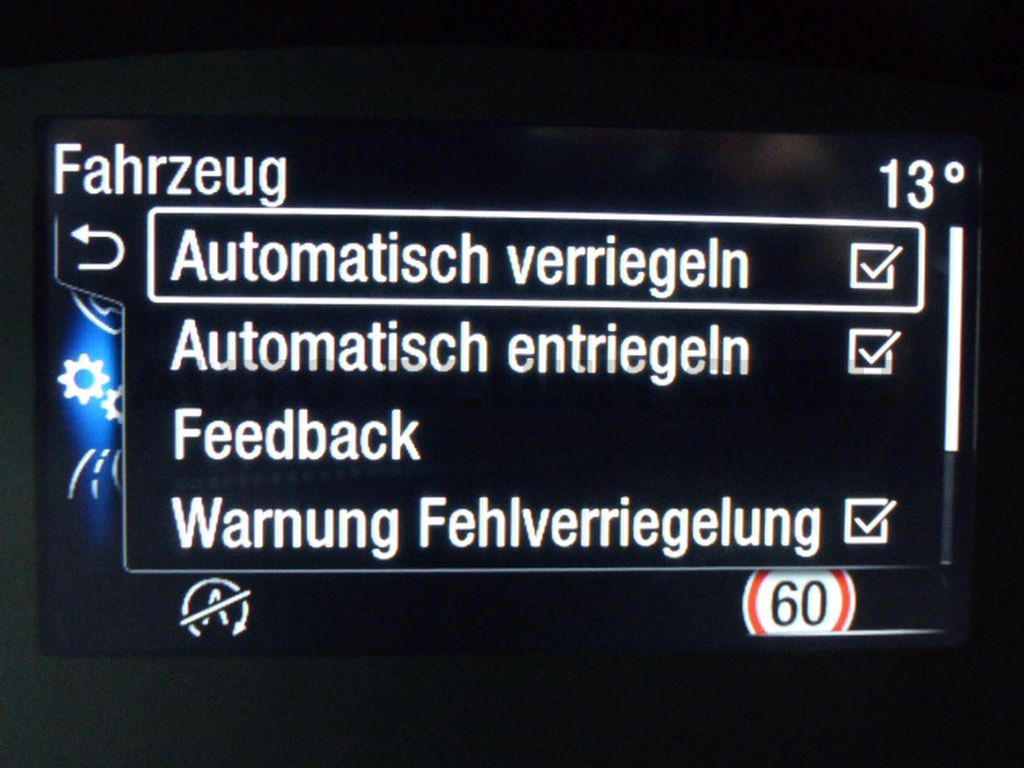 Fahrzeug 13°
Automatisch verriegeln
Automatisch entriegeln
Feedback
Warnung Fehlverriegelung
A 60